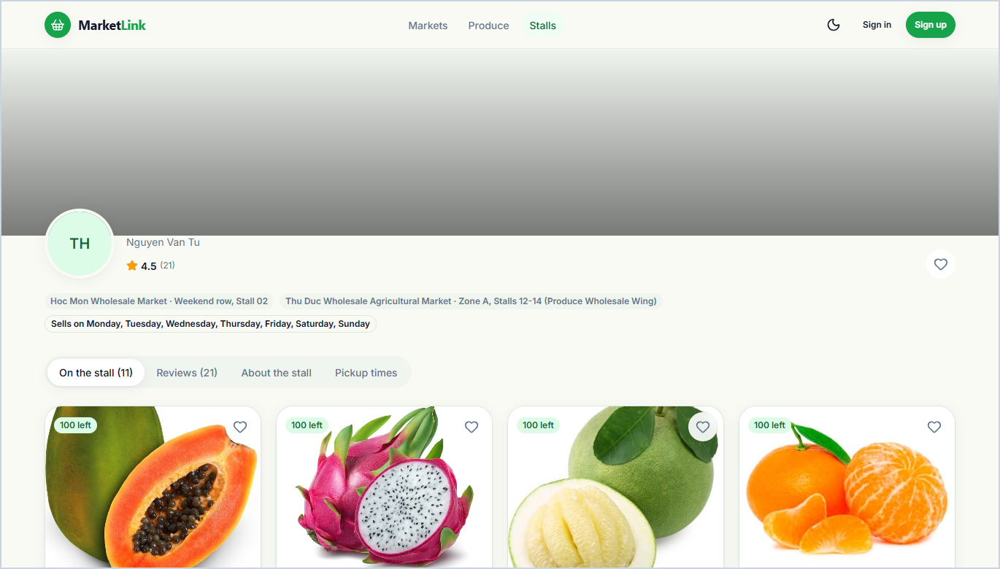 MarketLink
Markets Produce Stalls
Sign in Sign up
TH
Nguyen Van Tu
4.5 (21)
Hoc Mon Wholesale Market · Weekend row, Stall 02
Thu Duc Wholesale Agricultural Market · Zone A, Stalls 12-14 (Produce Wholesale Wing)
Sells on Monday, Tuesday, Wednesday, Thursday, Friday, Saturday, Sunday
On the stall (11) Reviews (21) About the stall Pickup times
100 left
100 left
100 left
100 left